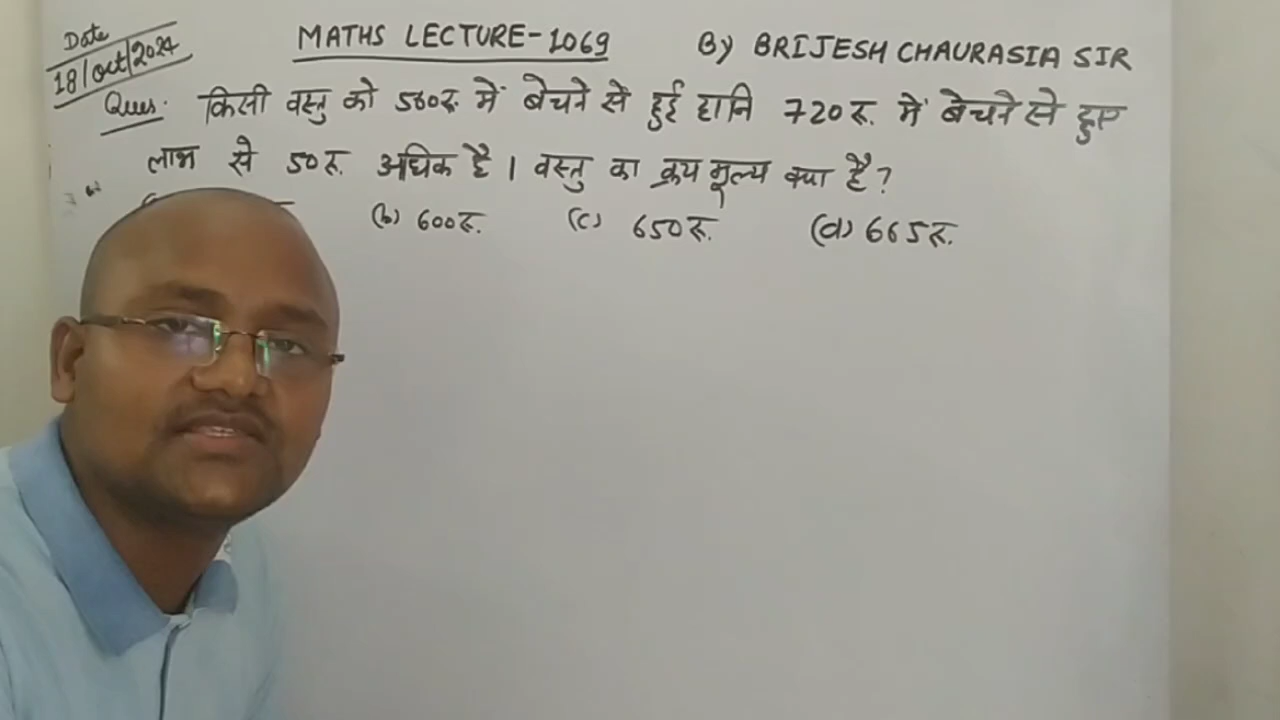 Date
18/Oct/2024
MATHS LECTURE-1069
By BRIJESH CHAURASIA SIR
Ques. किसी वस्तु को 560रु. में बेचने से हुई हानि 720रु. में बेचने से हुए
लाभ से 50रु. अधिक है । वस्तु का क्रय मूल्य क्या है ?
(b) 600रु. (c) 650रु. (d) 665रु.